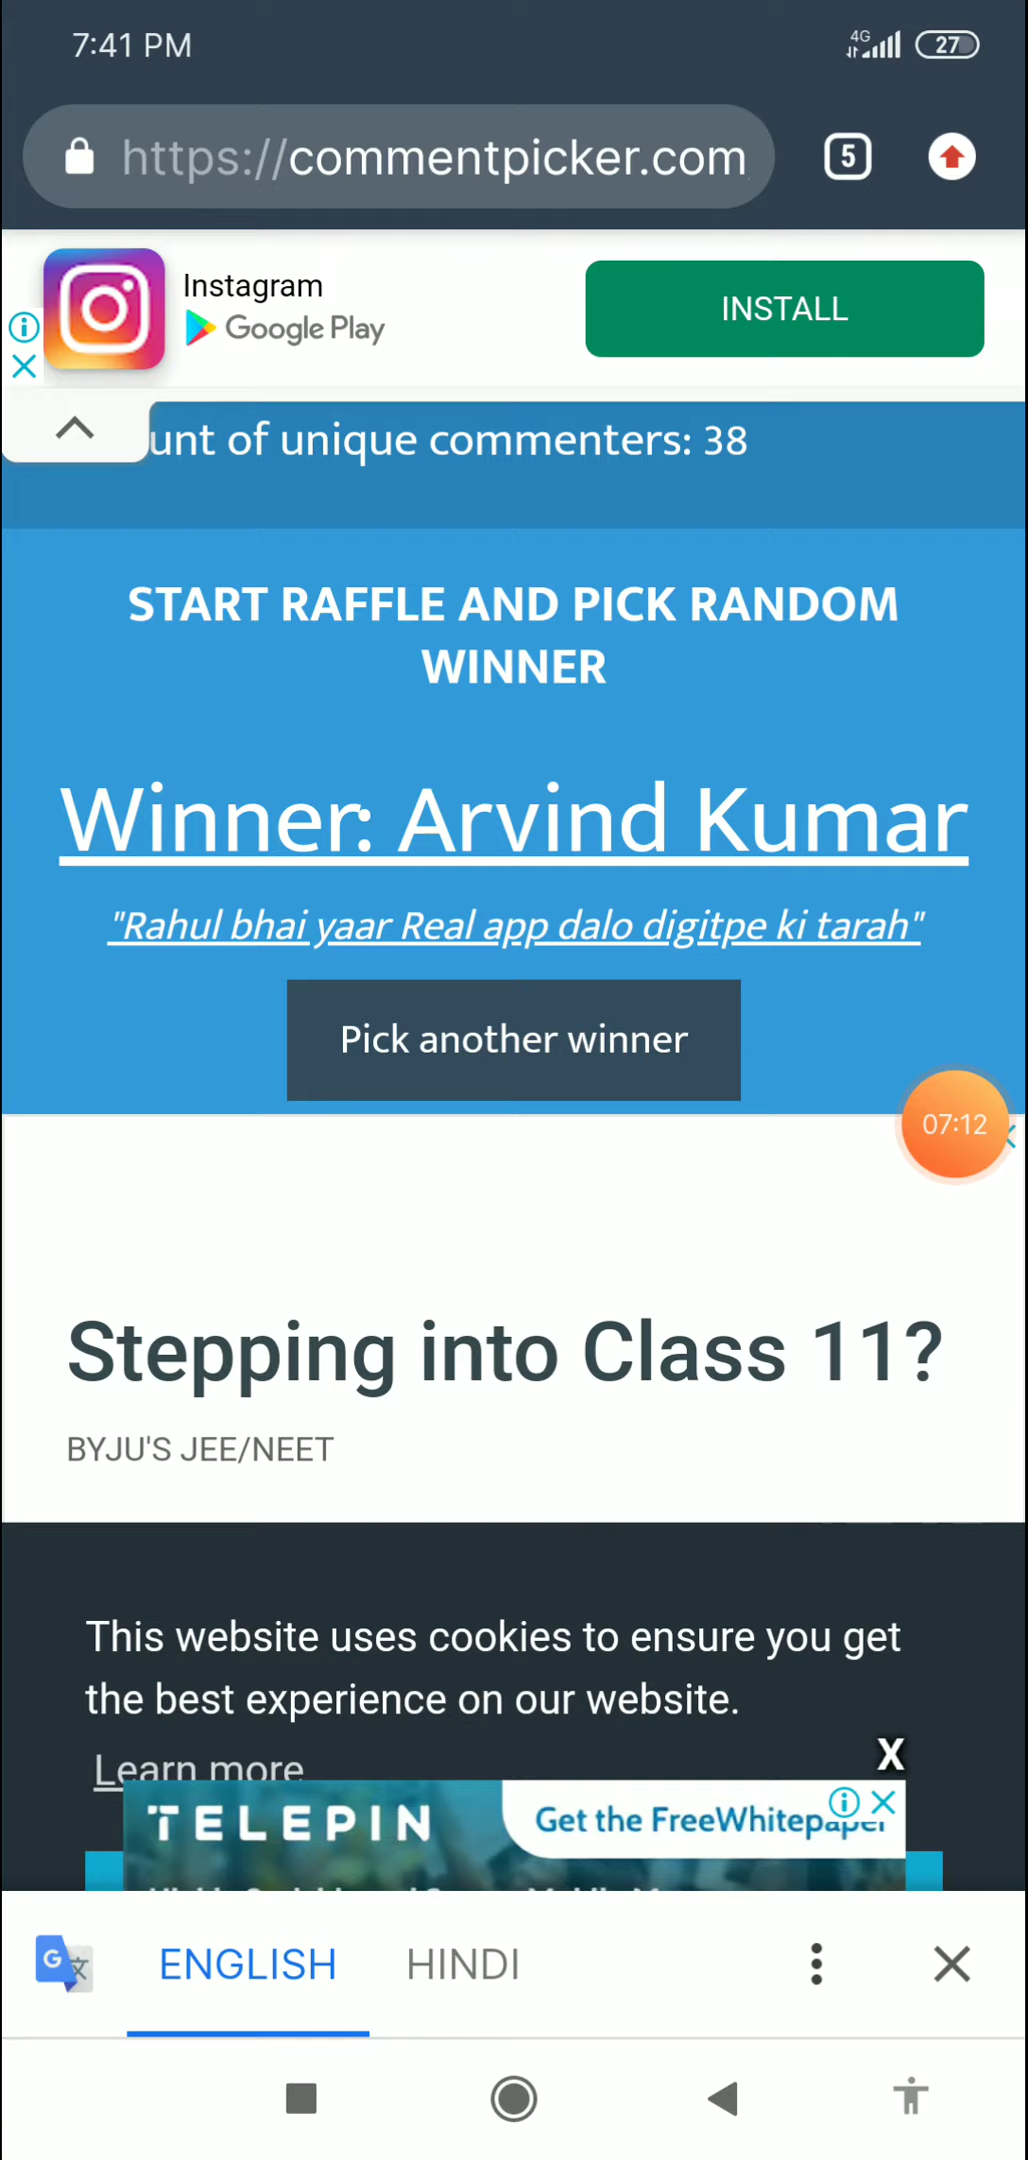 7:41 PM
4G
27
https://commentpicker.com
5
Instagram
Google Play
INSTALL
unt of unique commenters: 38
START RAFFLE AND PICK RANDOM
WINNER
Winner: Arvind Kumar
"Rahul bhai yaar Real app dalo digitpe ki tarah"
Pick another winner
07:12
Stepping into Class 11?
BYJU'S JEE/NEET
This website uses cookies to ensure you get
the best experience on our website.
Learn more
X
TELEPIN
Get the FreeWhitepaper
G 文
ENGLISH
HINDI